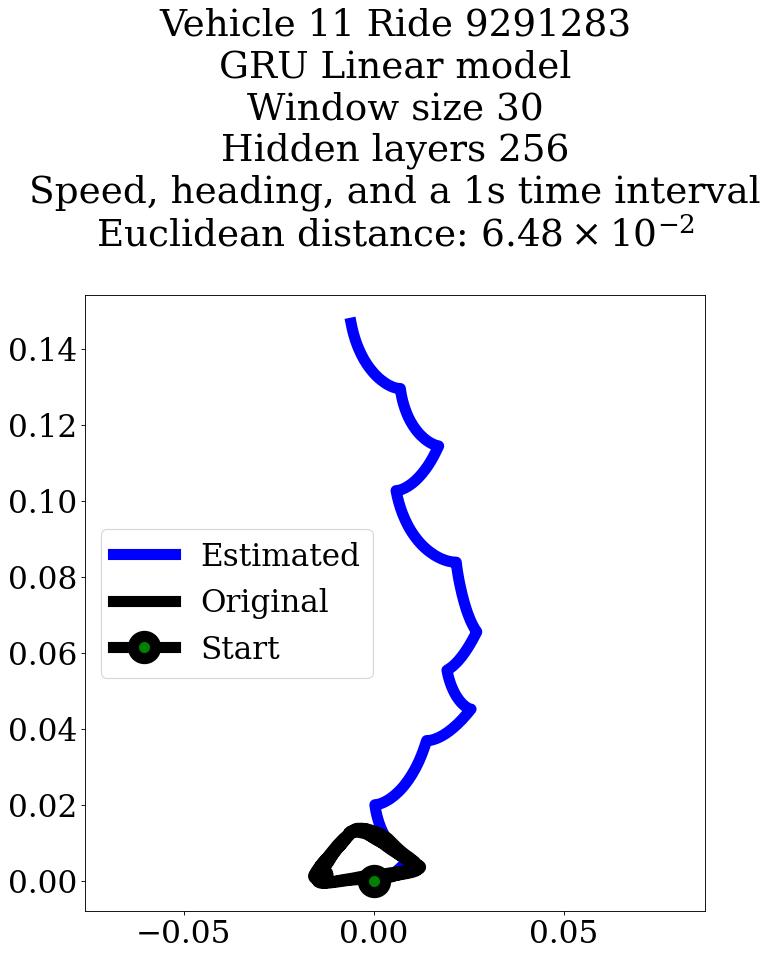 Vehicle 11 Ride 9291283
GRU Linear model
Window size 30
Hidden layers 256
Speed, heading, and a 1s time interval
Euclidean distance: 6.48 × 10⁻²
0.14
0.12
0.10
0.08
0.06
0.04
0.02
0.00
Estimated
Original
Start
−0.05
0.00
0.05